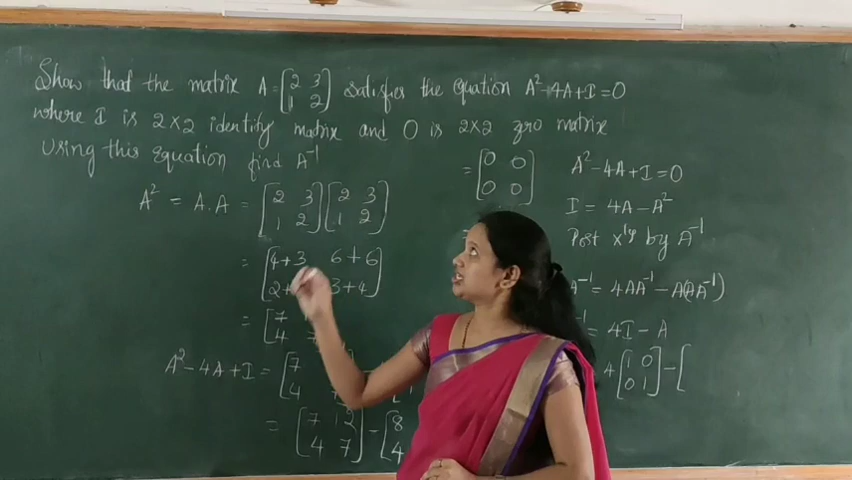 Show that the matrix A = [2 3; 1 2] satisfies the equation A² - 4A + I = 0
where I is 2×2 identity matrix and O is 2×2 zero matrix
Using this equation find A⁻¹
A² = A.A = [2 3; 1 2] [2 3; 1 2]
= [4+3 6+6; 2+ 3+4]
= [7; 4
A² - 4A + I = [7; 4
= [7 12; 4 7] - [8; 4
= [0 0; 0 0]
A² - 4A + I = 0
I = 4A - A²
Post x^ly by A⁻¹
A⁻¹ = 4AA⁻¹ - A(AA⁻¹)
= 4I - A
4 [1 0; 0 1] - [